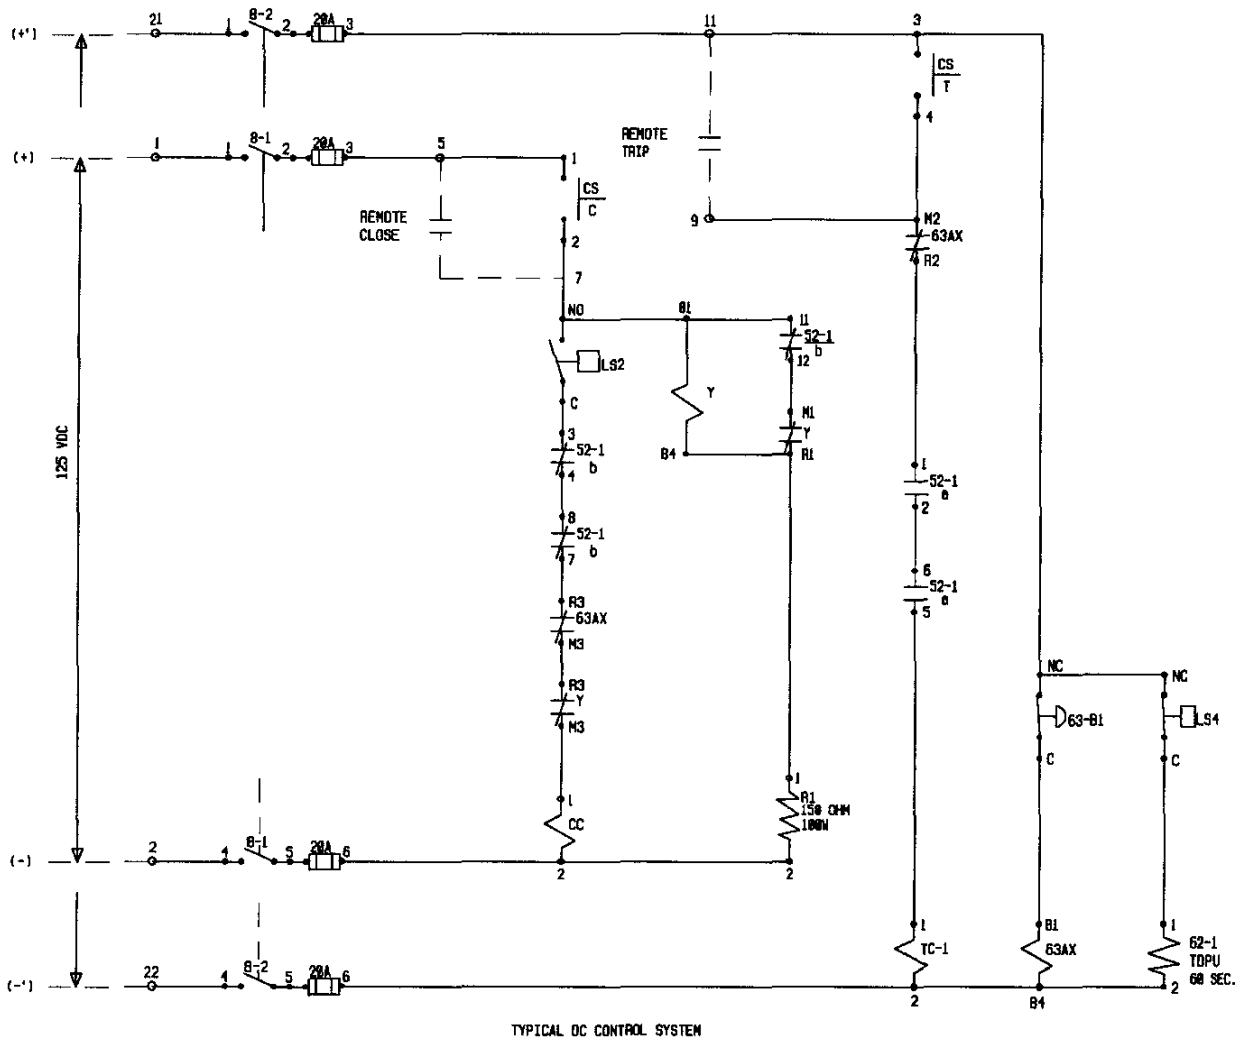 (+')
21
1
8-2
2
20A
3
11
3
CS
T
4
(+)
1
1
8-1
2
20A
3
5
1
REMOTE
TRIP
CS
C
REMOTE
CLOSE
2
9
M2
63AX
R2
7
NO
B1
11
52-1
b
12
LS2
Y
C
M1
Y
R1
B4
3
52-1
b
4
125 VDC
1
52-1
a
2
8
52-1
b
7
6
52-1
a
5
R3
63AX
M3
R3
Y
M3
NC
NC
63-B1
LS4
C
C
1
CC
2
1
R1
150 OHM
100W
2
(-)
2
4
8-1
5
20A
6
1
TC-1
2
B1
63AX
B4
1
62-1
TDPU
60 SEC.
2
(-')
22
4
8-2
5
20A
6
TYPICAL DC CONTROL SYSTEM